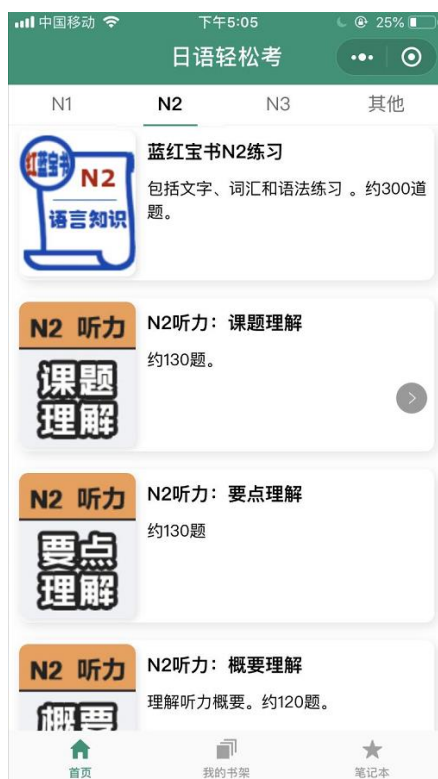 中国移动 下午5:05 25%
日语轻松考
N1 N2 N3 其他
红蓝宝书
N2
语言知识
蓝红宝书N2练习
包括文字、词汇和语法练习 。约300道
题。
N2 听力
课题
理解
N2听力：课题理解
约130题。
N2 听力
要点
理解
N2听力：要点理解
约130题
N2 听力
概要
N2听力：概要理解
理解听力概要。约120题。
首页 我的书架 笔记本